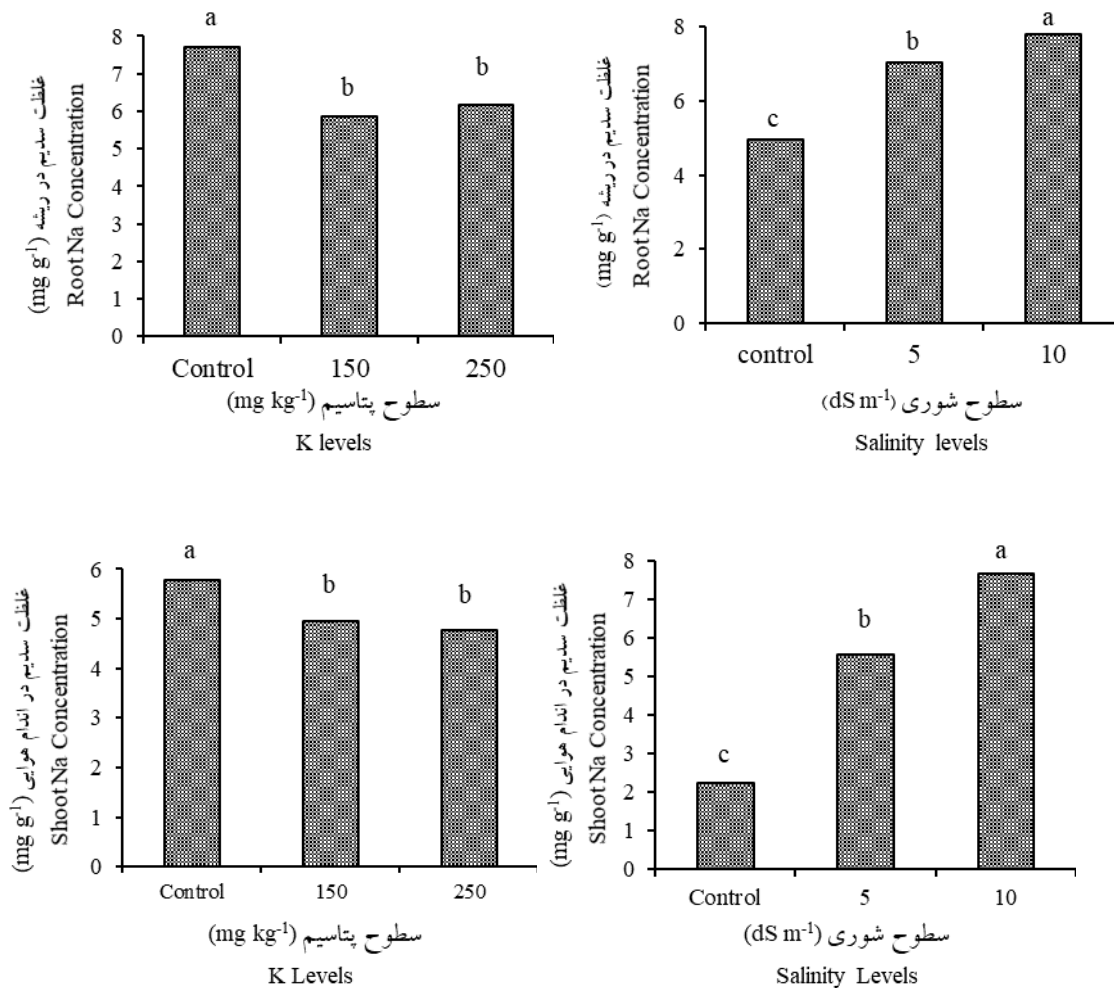 a
b
b
8
7
6
5
4
3
2
1
0
غلظت سدیم در ریشه (mg g-1)
Root Na Concentration
Control 150 250
سطوح پتاسیم (mg kg-1)
K levels
a
b
c
8
6
4
2
0
غلظت سدیم در ریشه (mg g-1)
Root Na Concentration
control 5 10
سطوح شوری (dS m-1)
Salinity levels
a
b
b
6
5
4
3
2
1
0
غلظت سدیم در اندام هوایی (mg g-1)
Shoot Na Concentration
Control 150 250
سطوح پتاسیم (mg kg-1)
K Levels
a
b
c
8
7
6
5
4
3
2
1
0
غلظت سدیم در اندام هوایی (mg g-1)
Shoot Na Concentration
Control 5 10
سطوح شوری (dS m-1)
Salinity Levels